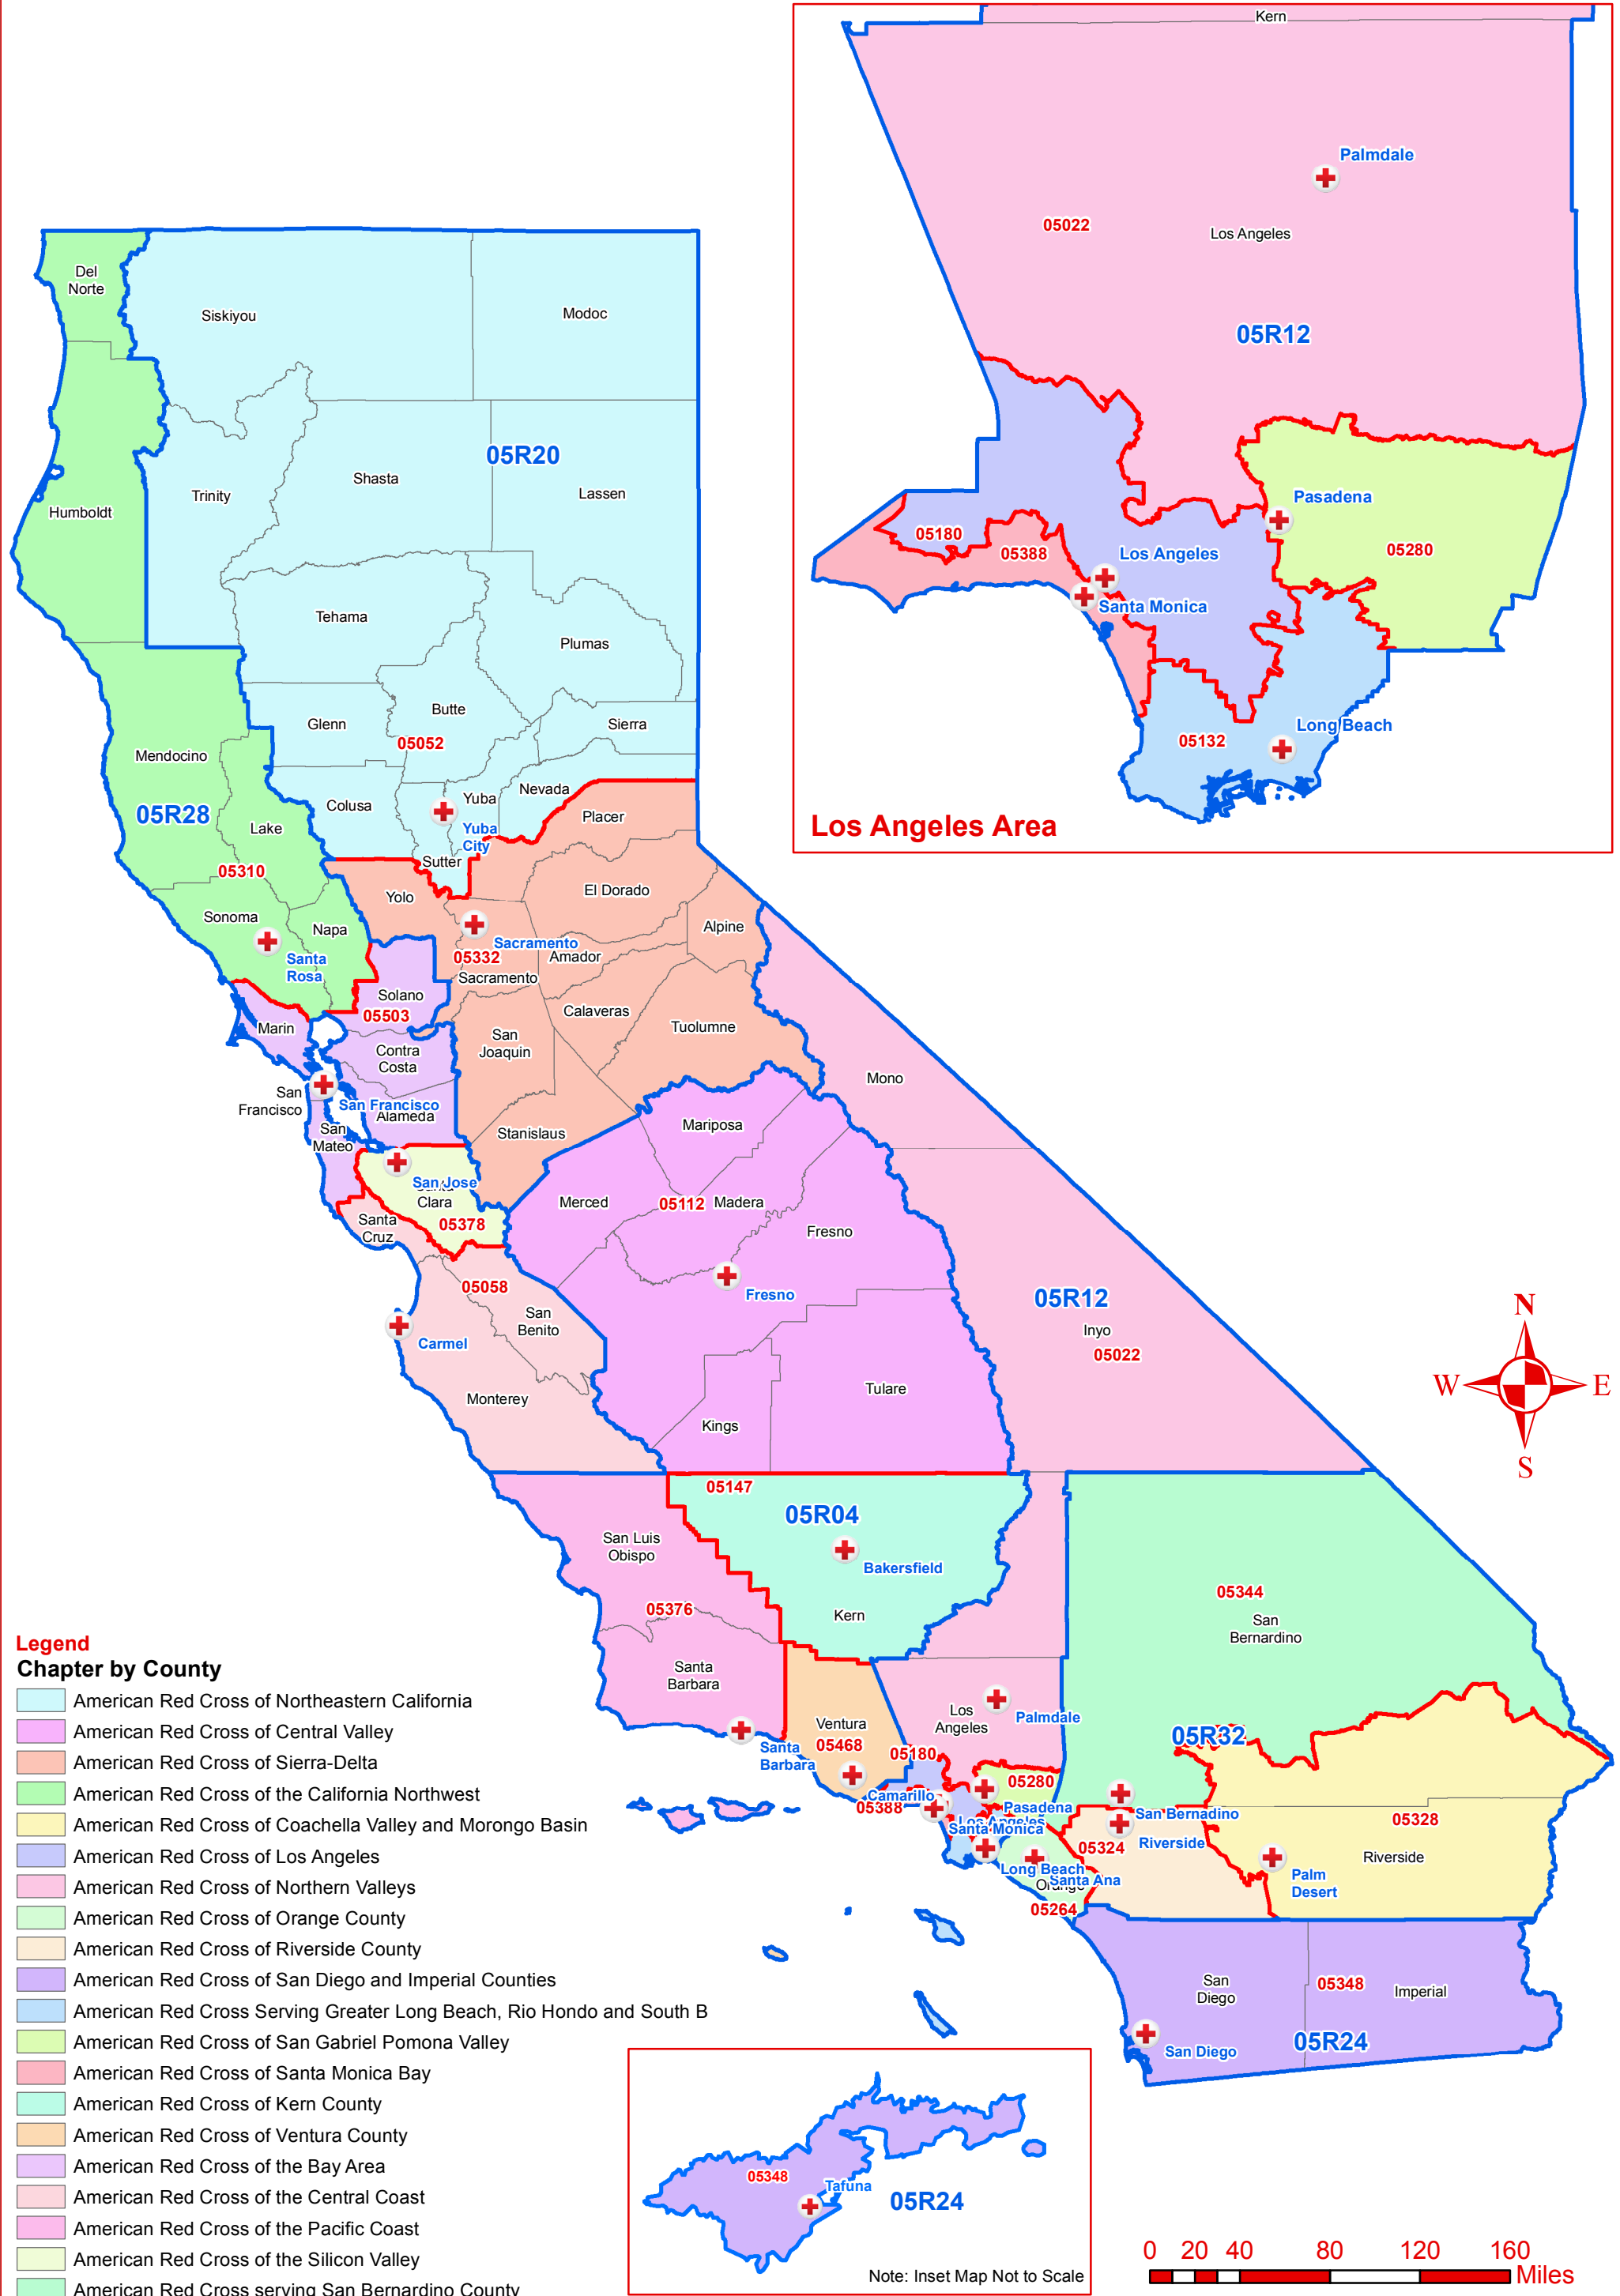 Kern
Palmdale
05022
Los Angeles
05R12
Pasadena
05180
05388
Los Angeles
05280
Santa Monica
Long Beach
05132
Los Angeles Area
Del
Norte
Siskiyou
Modoc
05R20
Shasta
Lassen
Trinity
Humboldt
Tehama
Plumas
Butte
Glenn
Sierra
05052
Mendocino
Nevada
Yuba
Colusa
Placer
05R28
Lake
Yuba
City
Sutter
05310
El Dorado
Yolo
Sonoma
Napa
Alpine
Sacramento
Santa
Rosa
05332
Amador
Sacramento
Solano
Calaveras
05503
Marin
Tuolumne
San
Joaquin
Contra
Costa
Mono
San
Francisco
San Francisco
Alameda
Mariposa
San
Mateo
Stanislaus
San Jose
Clara
Merced
05112
Madera
Santa
Cruz
05378
Fresno
05058
Fresno
05R12
San
Benito
Inyo
Carmel
05022
Tulare
Monterey
Kings
N
W
E
S
05147
05R04
San Luis
Obispo
Bakersfield
05344
05376
Kern
San
Bernardino
Santa
Barbara
Los
Angeles
Palmdale
Ventura
05R32
05468
Santa
Barbara
05180
05280
Camarillo
05388
Pasadena
San Bernadino
05328
Los Angeles
Santa Monica
Riverside
05324
Riverside
Long Beach
Palm
Desert
Santa Ana
Orange
05264
San
Diego
05348
Imperial
05R24
San Diego
Legend
Chapter by County
American Red Cross of Northeastern California
American Red Cross of Central Valley
American Red Cross of Sierra-Delta
American Red Cross of the California Northwest
American Red Cross of Coachella Valley and Morongo Basin
American Red Cross of Los Angeles
American Red Cross of Northern Valleys
American Red Cross of Orange County
American Red Cross of Riverside County
American Red Cross of San Diego and Imperial Counties
American Red Cross Serving Greater Long Beach, Rio Hondo and South B
American Red Cross of San Gabriel Pomona Valley
American Red Cross of Santa Monica Bay
American Red Cross of Kern County
American Red Cross of Ventura County
American Red Cross of the Bay Area
American Red Cross of the Central Coast
American Red Cross of the Pacific Coast
American Red Cross of the Silicon Valley
American Red Cross serving San Bernardino County
05348
Tafuna
05R24
Note: Inset Map Not to Scale
0 20 40 80 120 160
Miles